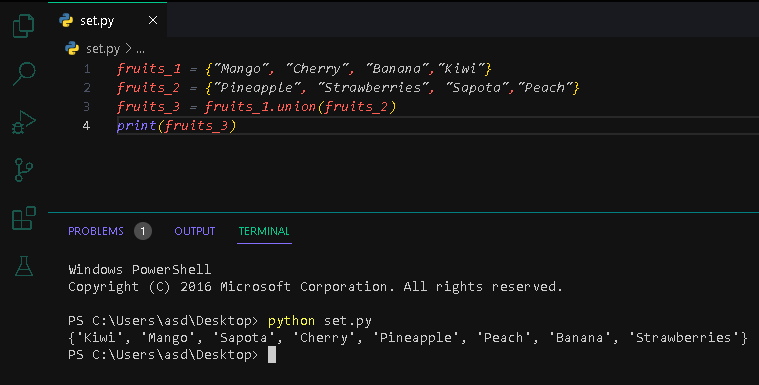 set.py
set.py > ...
1 fruits_1 = {"Mango", "Cherry", "Banana","Kiwi"}
2 fruits_2 = {"Pineapple", "Strawberries", "Sapota","Peach"}
3 fruits_3 = fruits_1.union(fruits_2)
4 print(fruits_3)
PROBLEMS 1 OUTPUT TERMINAL
Windows PowerShell
Copyright (C) 2016 Microsoft Corporation. All rights reserved.
PS C:\Users\asd\Desktop> python set.py
{'Kiwi', 'Mango', 'Sapota', 'Cherry', 'Pineapple', 'Peach', 'Banana', 'Strawberries'}
PS C:\Users\asd\Desktop>